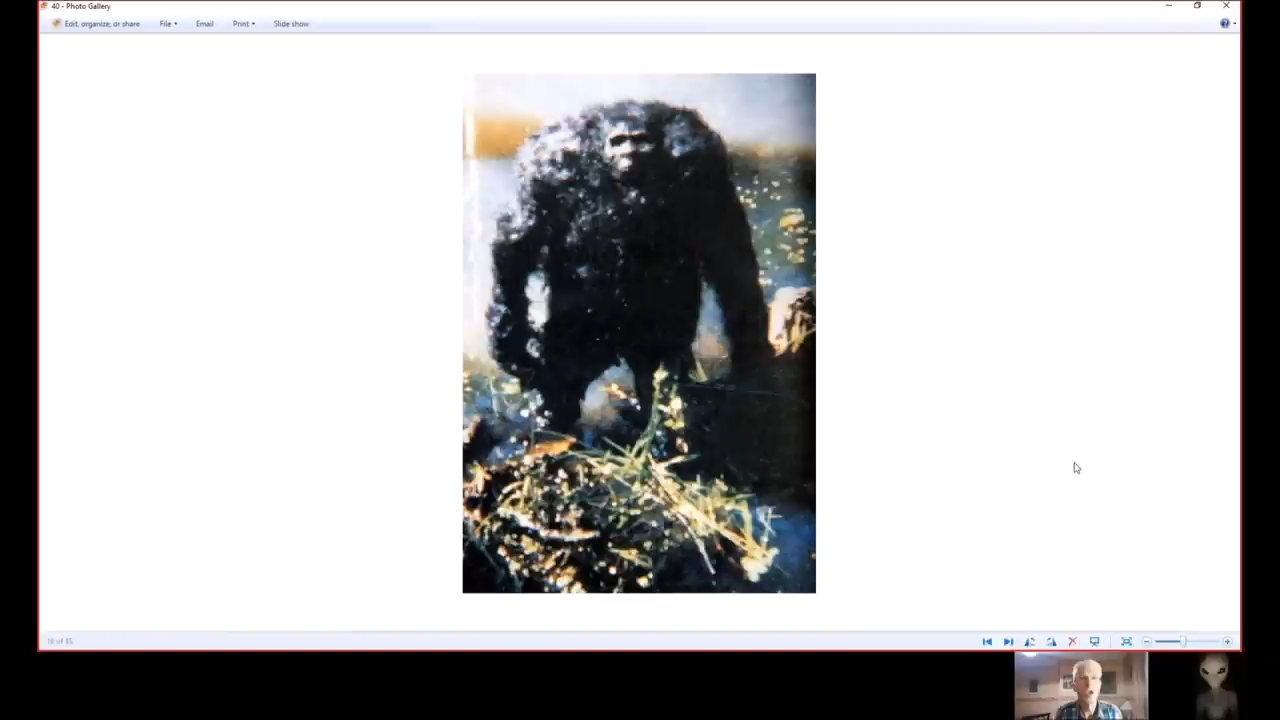 40 - Photo Gallery
Edit, organize, or share File Email Print Slide show